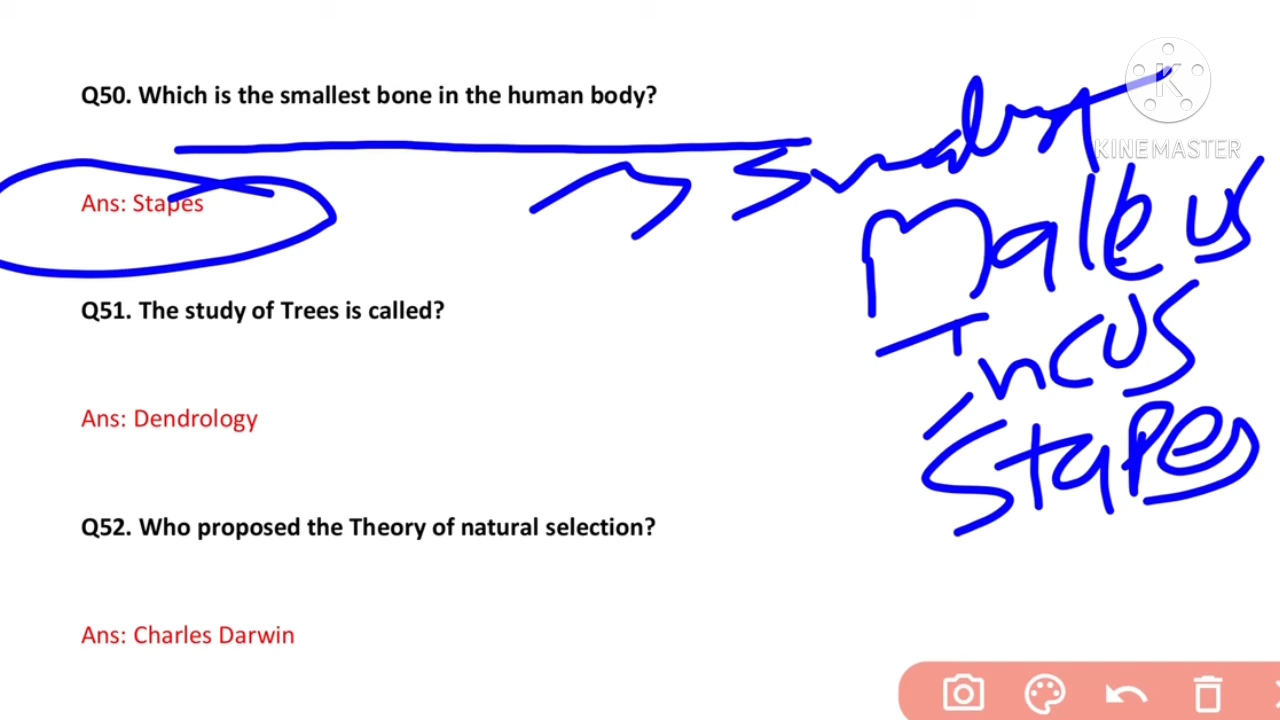 Q50. Which is the smallest bone in the human body?
Ans: Stapes
Smallest
Malleus
Incus
Stapes
Q51. The study of Trees is called?
Ans: Dendrology
Q52. Who proposed the Theory of natural selection?
Ans: Charles Darwin
K
KINEMASTER